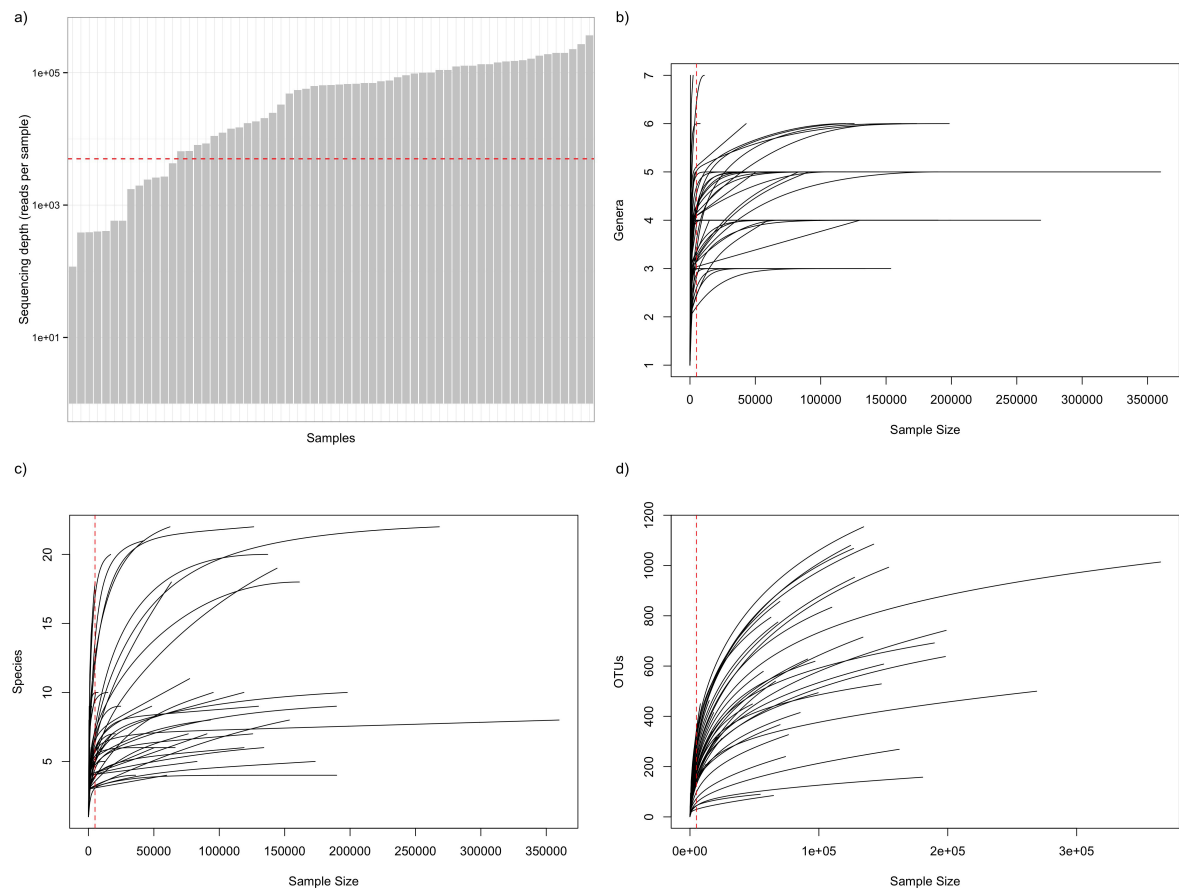 a)
Sequencing depth (reads per sample)
1e+05
1e+03
1e+01
Samples
b)
Genera
7
6
5
4
3
2
1
0 50000 100000 150000 200000 250000 300000 350000
Sample Size
c)
Species
20
15
10
5
0 50000 100000 150000 200000 250000 300000 350000
Sample Size
d)
OTUs
1200
1000
800
600
400
200
0
0e+00 1e+05 2e+05 3e+05
Sample Size